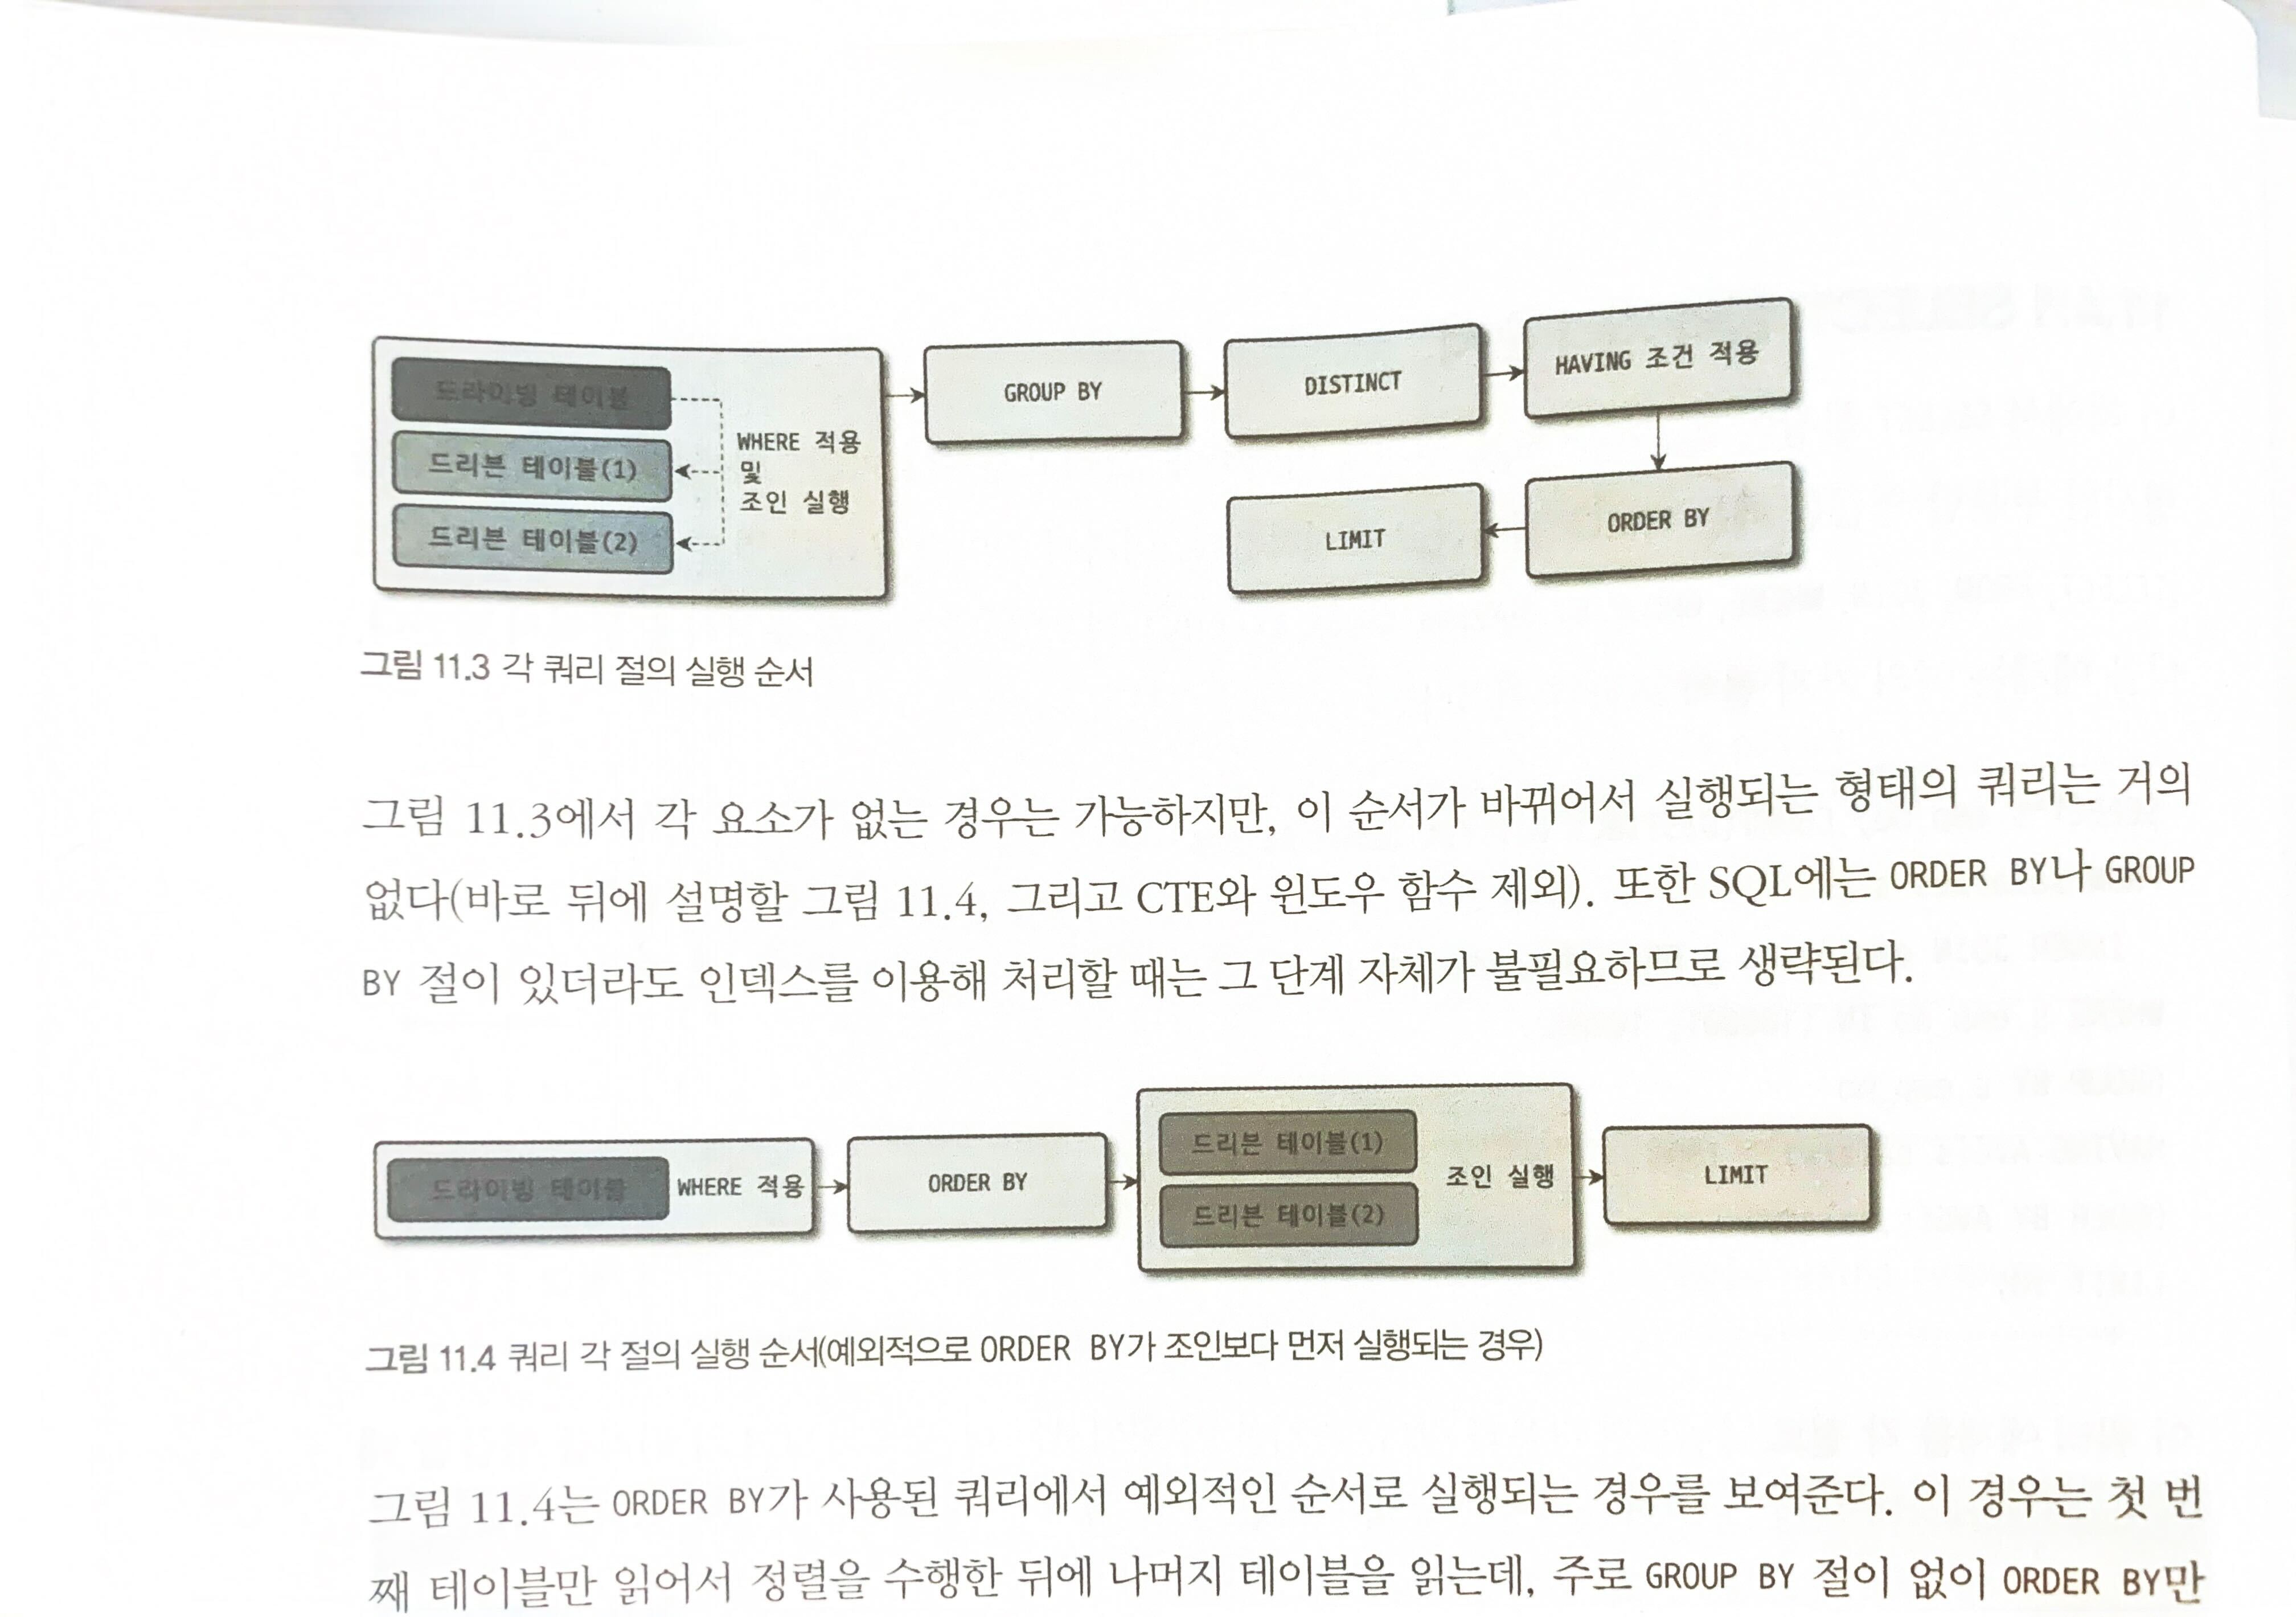 드라이빙 테이블
드리븐 테이블(1)
드리븐 테이블(2)
WHERE 적용
및
조인 실행
GROUP BY
DISTINCT
HAVING 조건 적용
ORDER BY
LIMIT
그림 11.3 각 쿼리 절의 실행 순서
그림 11.3에서 각 요소가 없는 경우는 가능하지만, 이 순서가 바뀌어서 실행되는 형태의 쿼리는 거의
없다(바로 뒤에 설명할 그림 11.4, 그리고 CTE와 윈도우 함수 제외). 또한 SQL에는 ORDER BY나 GROUP
BY 절이 있더라도 인덱스를 이용해 처리할 때는 그 단계 자체가 불필요하므로 생략된다.
드라이빙 테이블
WHERE 적용
ORDER BY
드리븐 테이블(1)
드리븐 테이블(2)
조인 실행
LIMIT
그림 11.4 쿼리 각 절의 실행 순서(예외적으로 ORDER BY가 조인보다 먼저 실행되는 경우)
그림 11.4는 ORDER BY가 사용된 쿼리에서 예외적인 순서로 실행되는 경우를 보여준다. 이 경우는 첫 번
째 테이블만 읽어서 정렬을 수행한 뒤에 나머지 테이블을 읽는데, 주로 GROUP BY 절이 없이 ORDER BY만